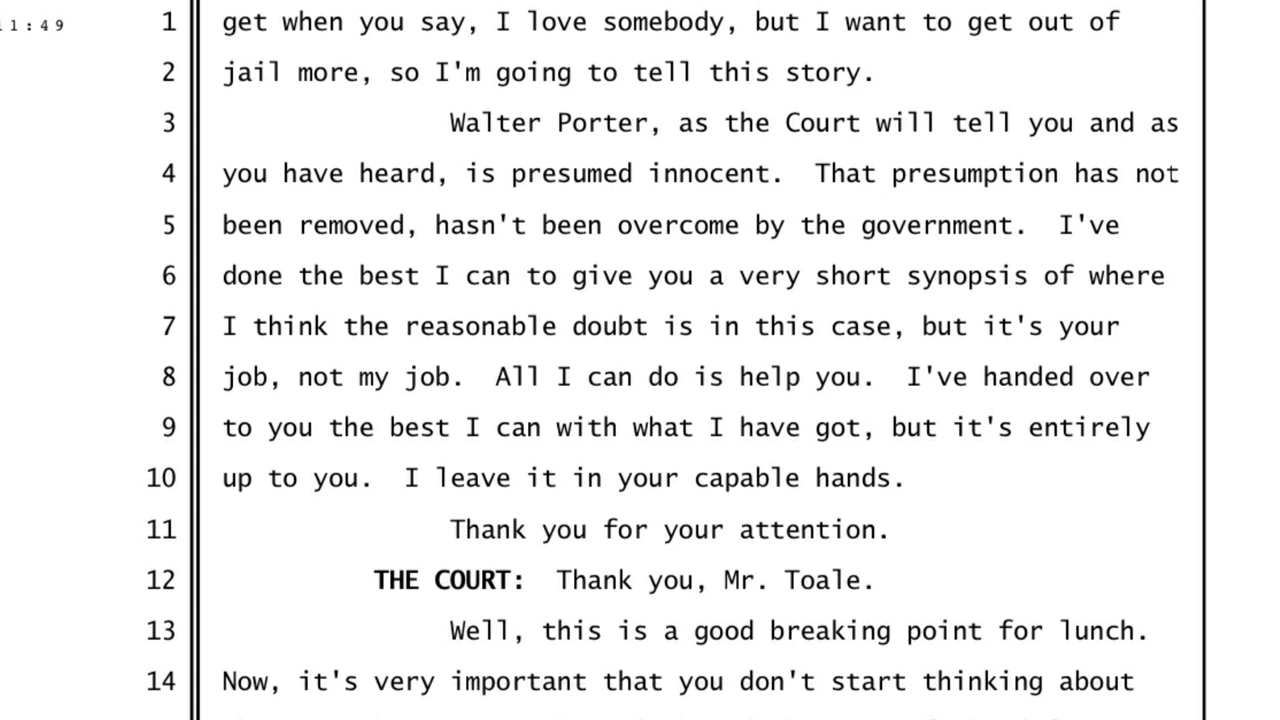 11:49 1 get when you say, I love somebody, but I want to get out of
2 jail more, so I'm going to tell this story.
3 Walter Porter, as the Court will tell you and as
4 you have heard, is presumed innocent. That presumption has not
5 been removed, hasn't been overcome by the government. I've
6 done the best I can to give you a very short synopsis of where
7 I think the reasonable doubt is in this case, but it's your
8 job, not my job. All I can do is help you. I've handed over
9 to you the best I can with what I have got, but it's entirely
10 up to you. I leave it in your capable hands.
11 Thank you for your attention.
12 THE COURT: Thank you, Mr. Toale.
13 Well, this is a good breaking point for lunch.
14 Now, it's very important that you don't start thinking about